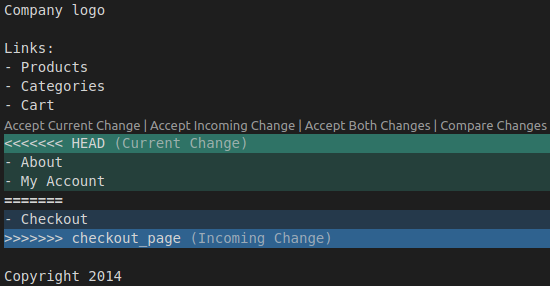 Company logo
Links:
- Products
- Categories
- Cart
Accept Current Change | Accept Incoming Change | Accept Both Changes | Compare Changes
<<<<<<< HEAD (Current Change)
- About
- My Account
=======
- Checkout
>>>>>>> checkout_page (Incoming Change)
Copyright 2014